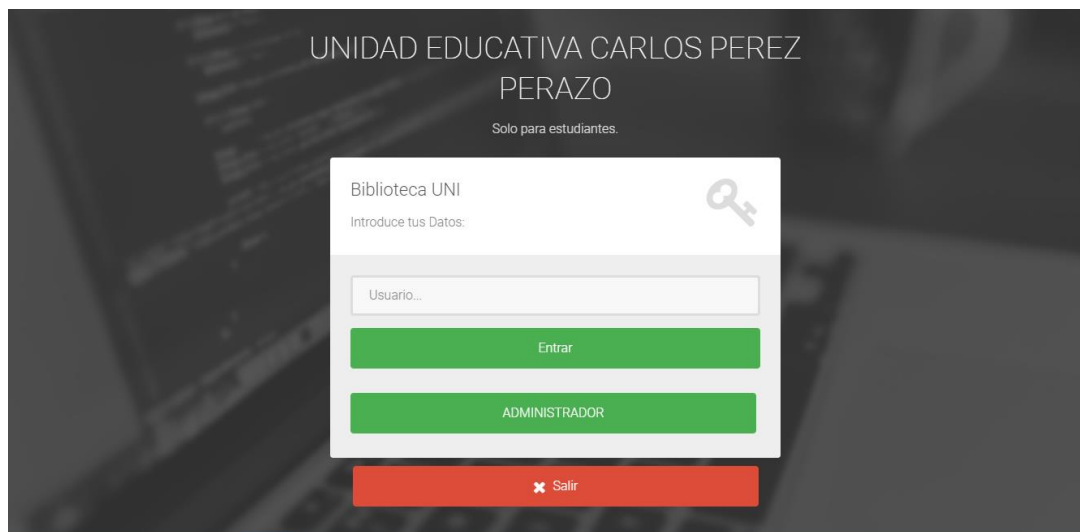 UNIDAD EDUCATIVA CARLOS PEREZ
PERAZO
Solo para estudiantes.
Biblioteca UNI
Introduce tus Datos:
Usuario...
Entrar
ADMINISTRADOR
Salir